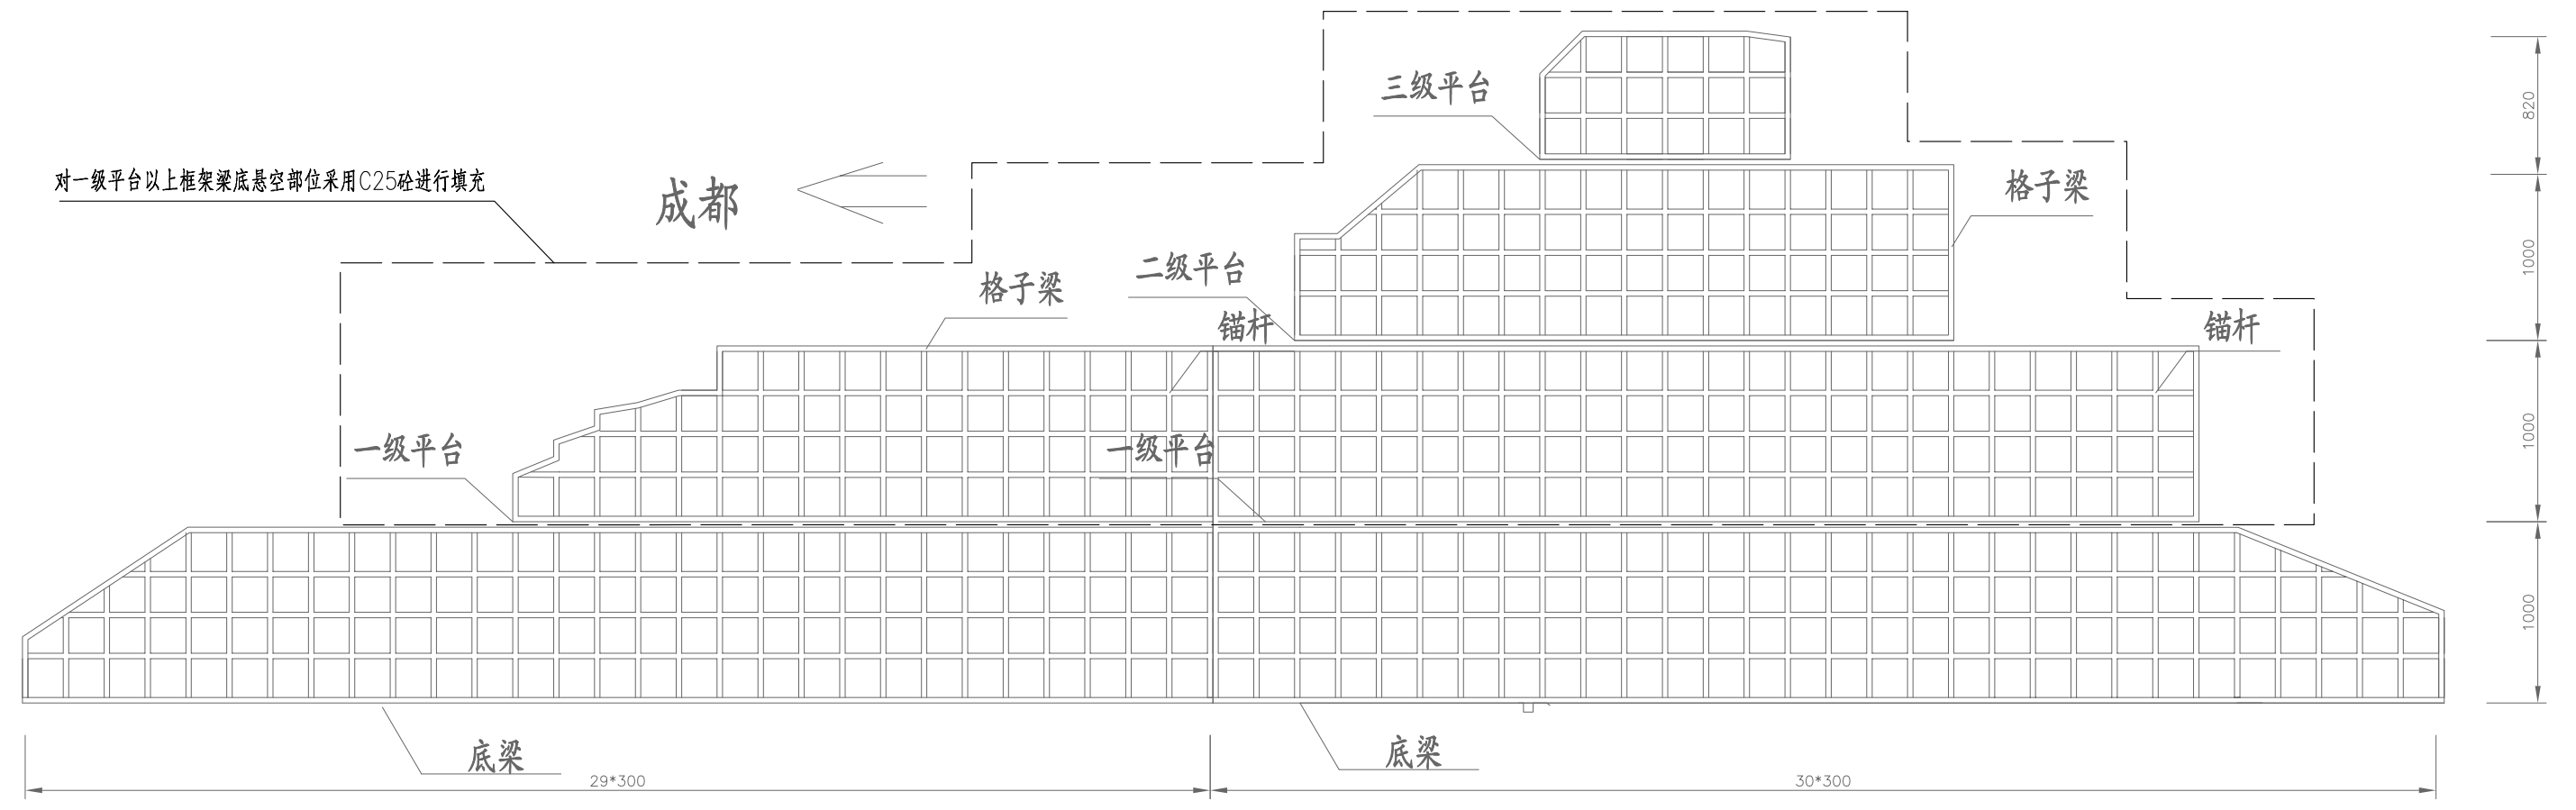 三级平台
820
对一级平台以上框架梁底悬空部位采用C25砼进行填充
成都
格子梁
1000
二级平台
格子梁
锚杆
锚杆
一级平台
一级平台
1000
1000
底梁
底梁
29*300
30*300